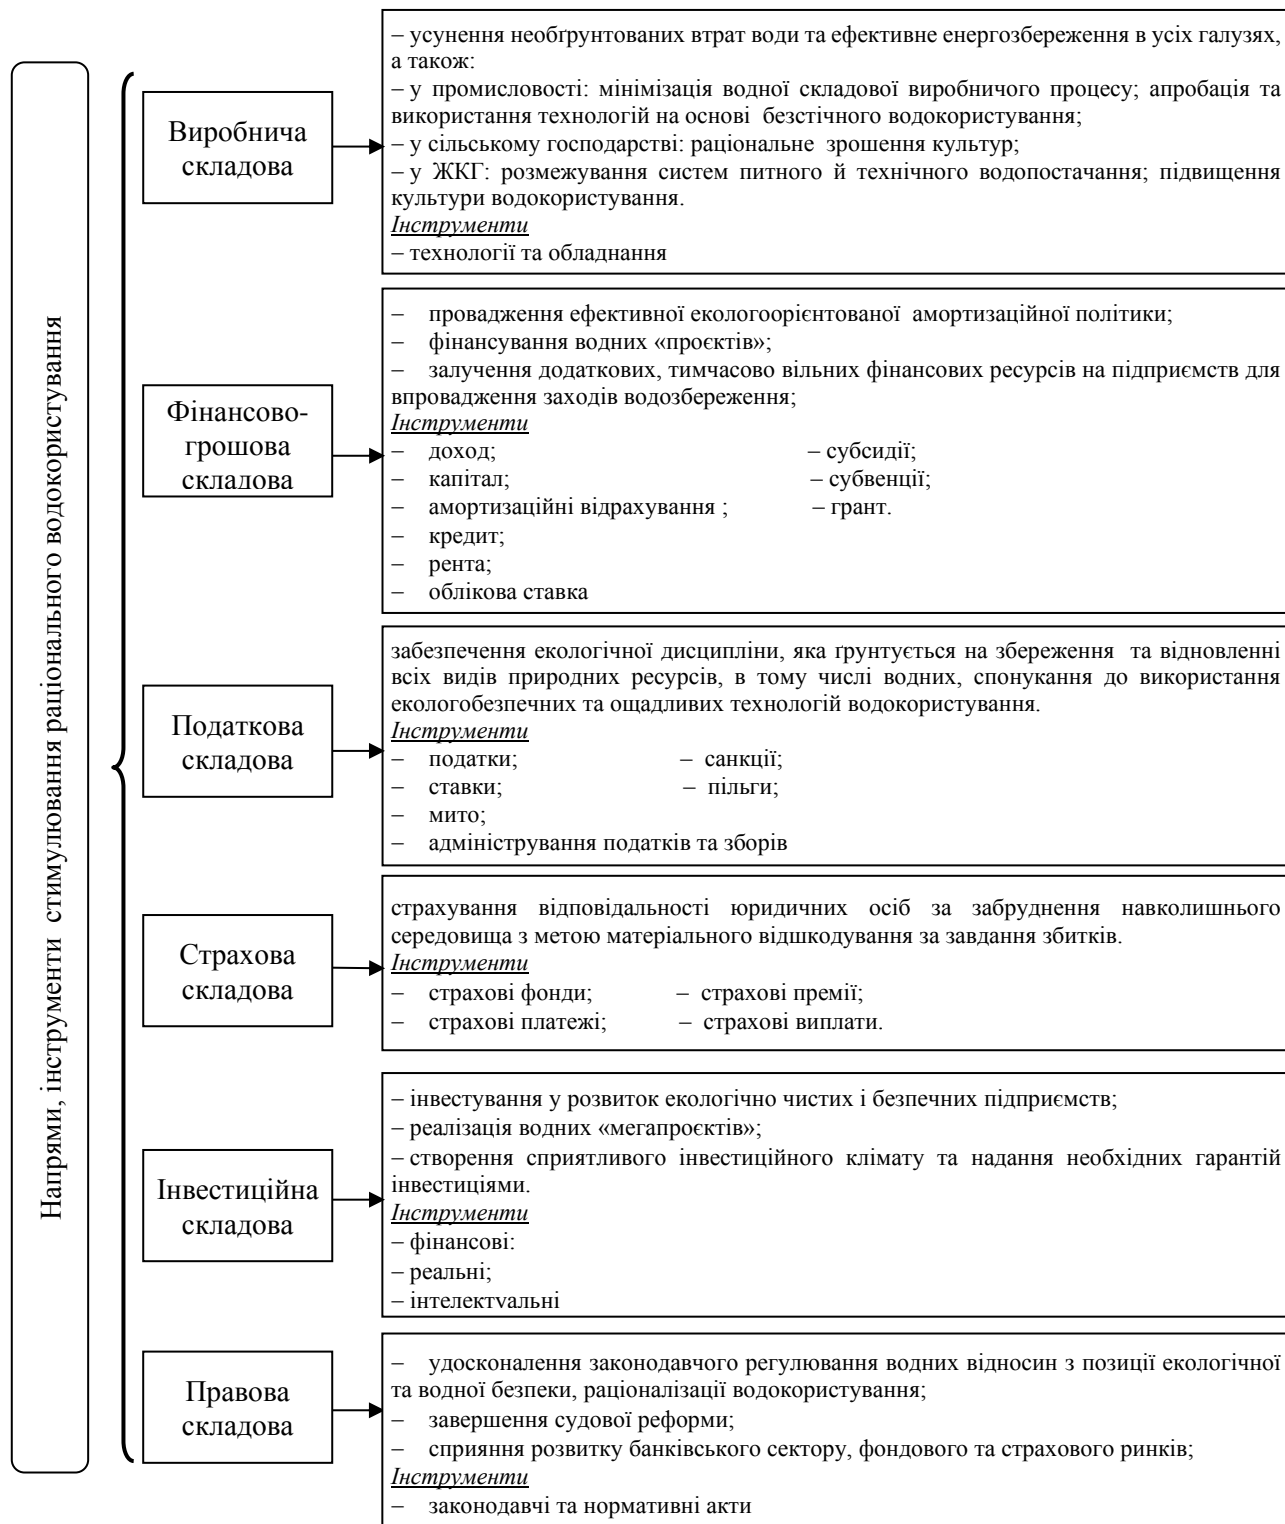 Напрями, інструменти стимулювання раціонального водокористування
Виробнича
складова
– усунення необґрунтованих втрат води та ефективне енергозбереження в усіх галузях,
а також:
– у промисловості: мінімізація водної складової виробничого процесу; апробація та
використання технологій на основі безстічного водокористування;
– у сільському господарстві: раціональне зрошення культур;
– у ЖКГ: розмежування систем питного й технічного водопостачання; підвищення
культури водокористування.
Інструменти
– технології та обладнання
Фінансово-
грошова
складова
– провадження ефективної екологоорієнтованої амортизаційної політики;
– фінансування водних «проєктів»;
– залучення додаткових, тимчасово вільних фінансових ресурсів на підприємств для
впровадження заходів водозбереження;
Інструменти
– доход; – субсидії;
– капітал; – субвенції;
– амортизаційні відрахування ; – грант.
– кредит;
– рента;
– облікова ставка
Податкова
складова
забезпечення екологічної дисципліни, яка ґрунтується на збереження та відновленні
всіх видів природних ресурсів, в тому числі водних, спонукання до використання
екологобезпечних та ощадливих технологій водокористування.
Інструменти
– податки; – санкції;
– ставки; – пільги;
– мито;
– адміністрування податків та зборів
Страхова
складова
страхування відповідальності юридичних осіб за забруднення навколишнього
середовища з метою матеріального відшкодування за завдання збитків.
Інструменти
– страхові фонди; – страхові премії;
– страхові платежі; – страхові виплати.
Інвестиційна
складова
– інвестування у розвиток екологічно чистих і безпечних підприємств;
– реалізація водних «мегапроєктів»;
– створення сприятливого інвестиційного клімату та надання необхідних гарантій
інвестиціями.
Інструменти
– фінансові:
– реальні;
– інтелектуальні
Правова
складова
– удосконалення законодавчого регулювання водних відносин з позиції екологічної
та водної безпеки, раціоналізації водокористування;
– завершення судової реформи;
– сприяння розвитку банківського сектору, фондового та страхового ринків;
Інструменти
– законодавчі та нормативні акти